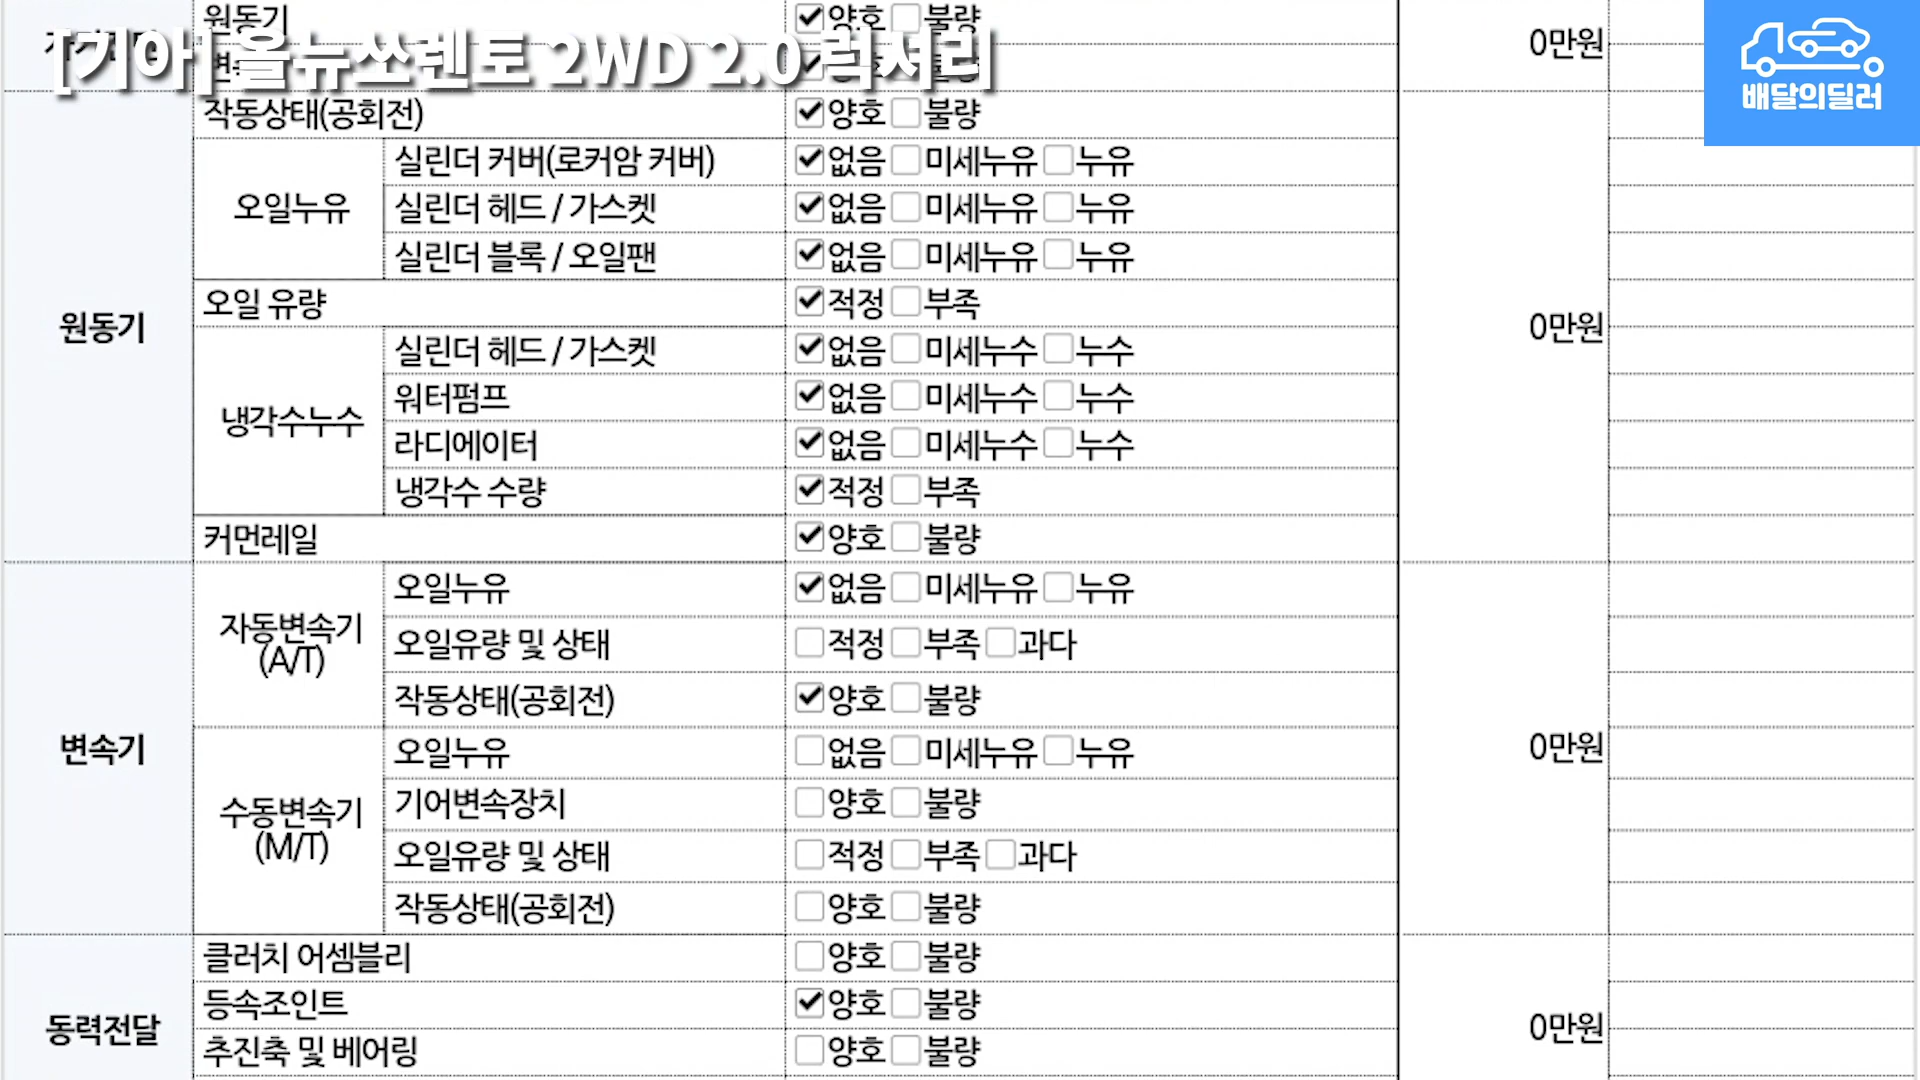 [기아] 올뉴쏘렌토 2WD 2.0 럭셔리
배달의딜러
원동기 ✓양호 불량
0만원
작동상태(공회전) ✓양호 불량
원동기
오일누유
실린더 커버(로커암 커버) ✓없음 미세누유 누유
실린더 헤드 / 가스켓 ✓없음 미세누유 누유
실린더 블록 / 오일팬 ✓없음 미세누유 누유
오일 유량 ✓적정 부족
0만원
냉각수누수
실린더 헤드 / 가스켓 ✓없음 미세누수 누수
워터펌프 ✓없음 미세누수 누수
라디에이터 ✓없음 미세누수 누수
냉각수 수량 ✓적정 부족
커먼레일 ✓양호 불량
변속기
자동변속기
(A/T)
오일누유 ✓없음 미세누유 누유
오일유량 및 상태 적정 부족 과다
작동상태(공회전) ✓양호 불량
0만원
수동변속기
(M/T)
오일누유 없음 미세누유 누유
기어변속장치 양호 불량
오일유량 및 상태 적정 부족 과다
작동상태(공회전) 양호 불량
동력전달
클러치 어셈블리 양호 불량
등속조인트 ✓양호 불량
0만원
추진축 및 베어링 양호 불량